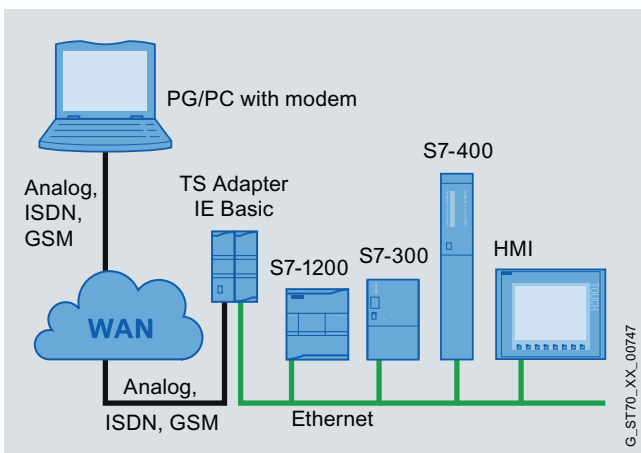 PG/PC with modem
Analog,
ISDN,
GSM
TS Adapter
IE Basic
S7-1200
S7-300
S7-400
HMI
TOUCH
WAN
Analog,
ISDN, GSM
Ethernet
G_ST70_XX_00747